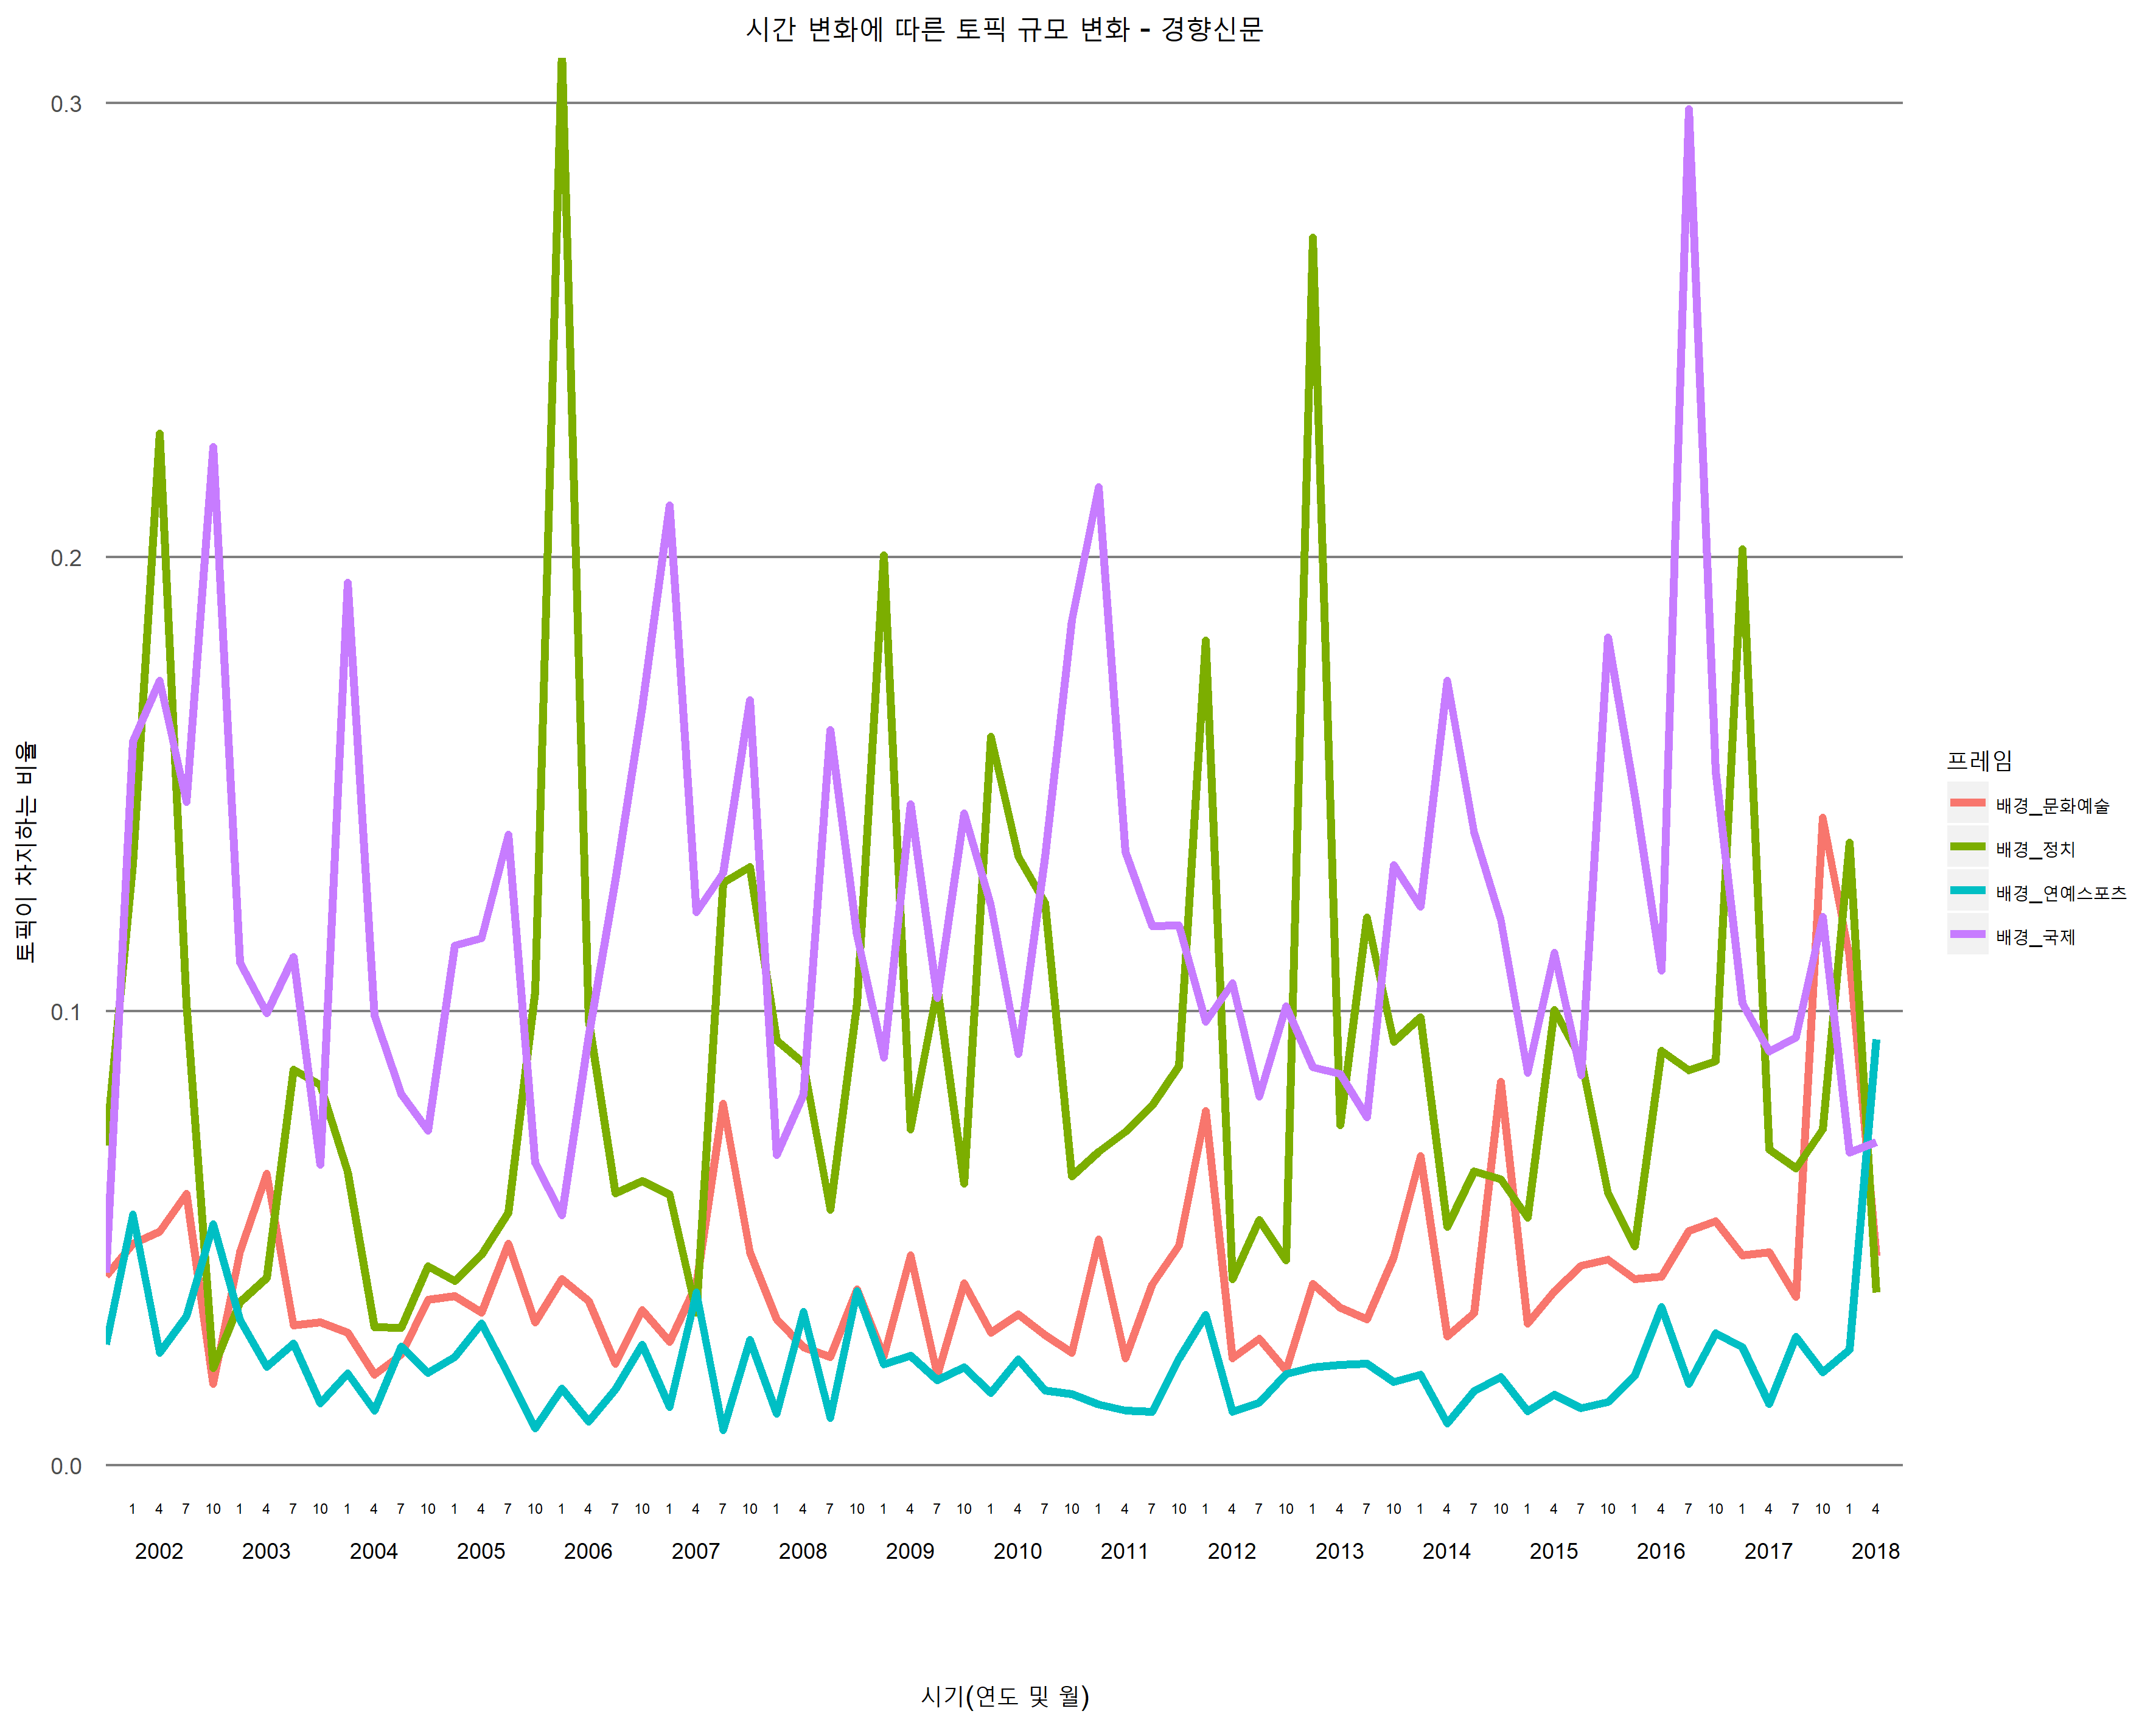 시간 변화에 따른 토픽 규모 변화 - 경향신문
0.3
0.2
0.1
0.0
토픽이 차지하는 비율
프레임
배경_문화예술
배경_정치
배경_연예스포츠
배경_국제
1 4 7 10 1 4 7 10 1 4 7 10 1 4 7 10 1 4 7 10 1 4 7 10 1 4 7 10 1 4 7 10 1 4 7 10 1 4 7 10 1 4 7 10 1 4 7 10 1 4 7 10 1 4 7 10 1 4 7 10 1 4 7 10 1 4
2002 2003 2004 2005 2006 2007 2008 2009 2010 2011 2012 2013 2014 2015 2016 2017 2018
시기(연도 및 월)